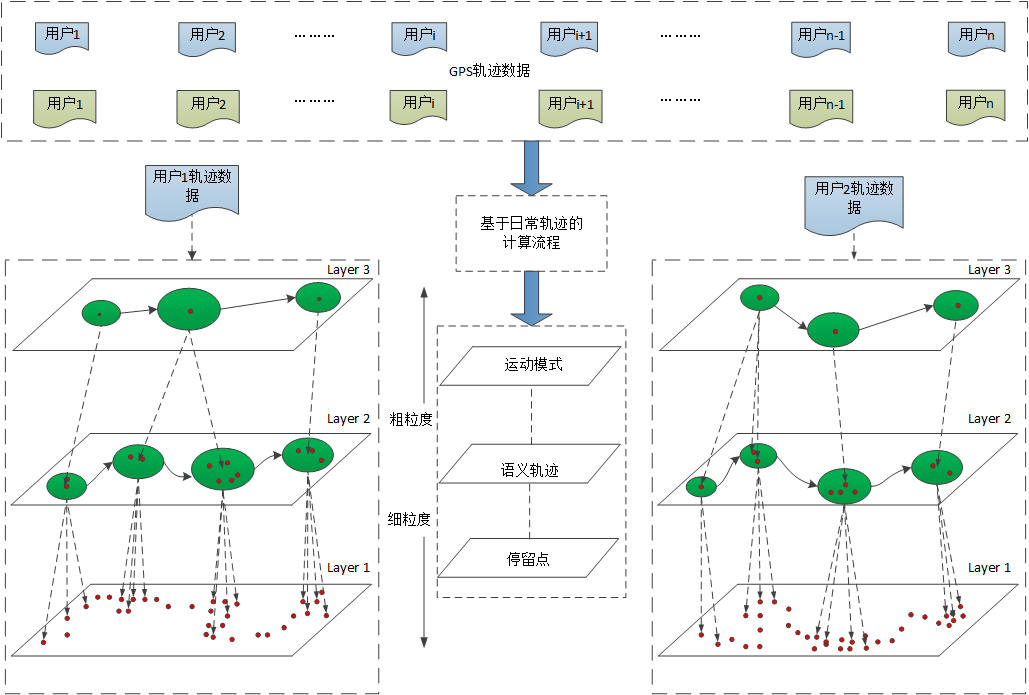 用户1
用户2
………
用户i
用户i+1
………
用户n-1
用户n
GPS轨迹数据
用户1
用户2
………
用户i
用户i+1
………
用户n-1
用户n
用户1轨迹数
据
基于日常轨迹的
计算流程
用户2轨迹数
据
Layer 3
Layer 2
Layer 1
粗粒度
细粒度
运动模式
语义轨迹
停留点
Layer 3
Layer 2
Layer 1